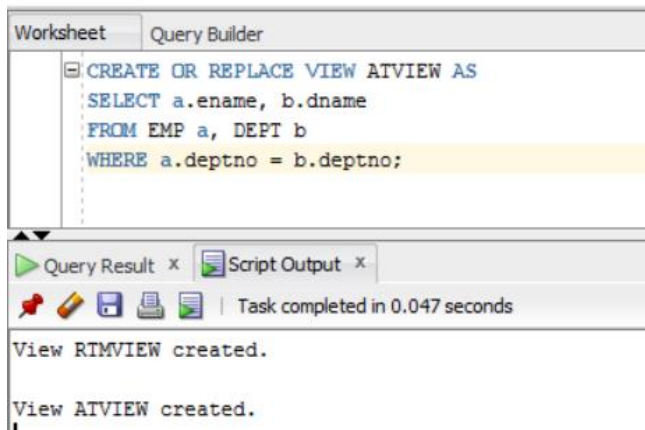 Worksheet Query Builder
CREATE OR REPLACE VIEW ATVIEW AS
SELECT a.ename, b.dname
FROM EMP a, DEPT b
WHERE a.deptno = b.deptno;
Query Result x Script Output x
Task completed in 0.047 seconds
View RTMVIEW created.
View ATVIEW created.